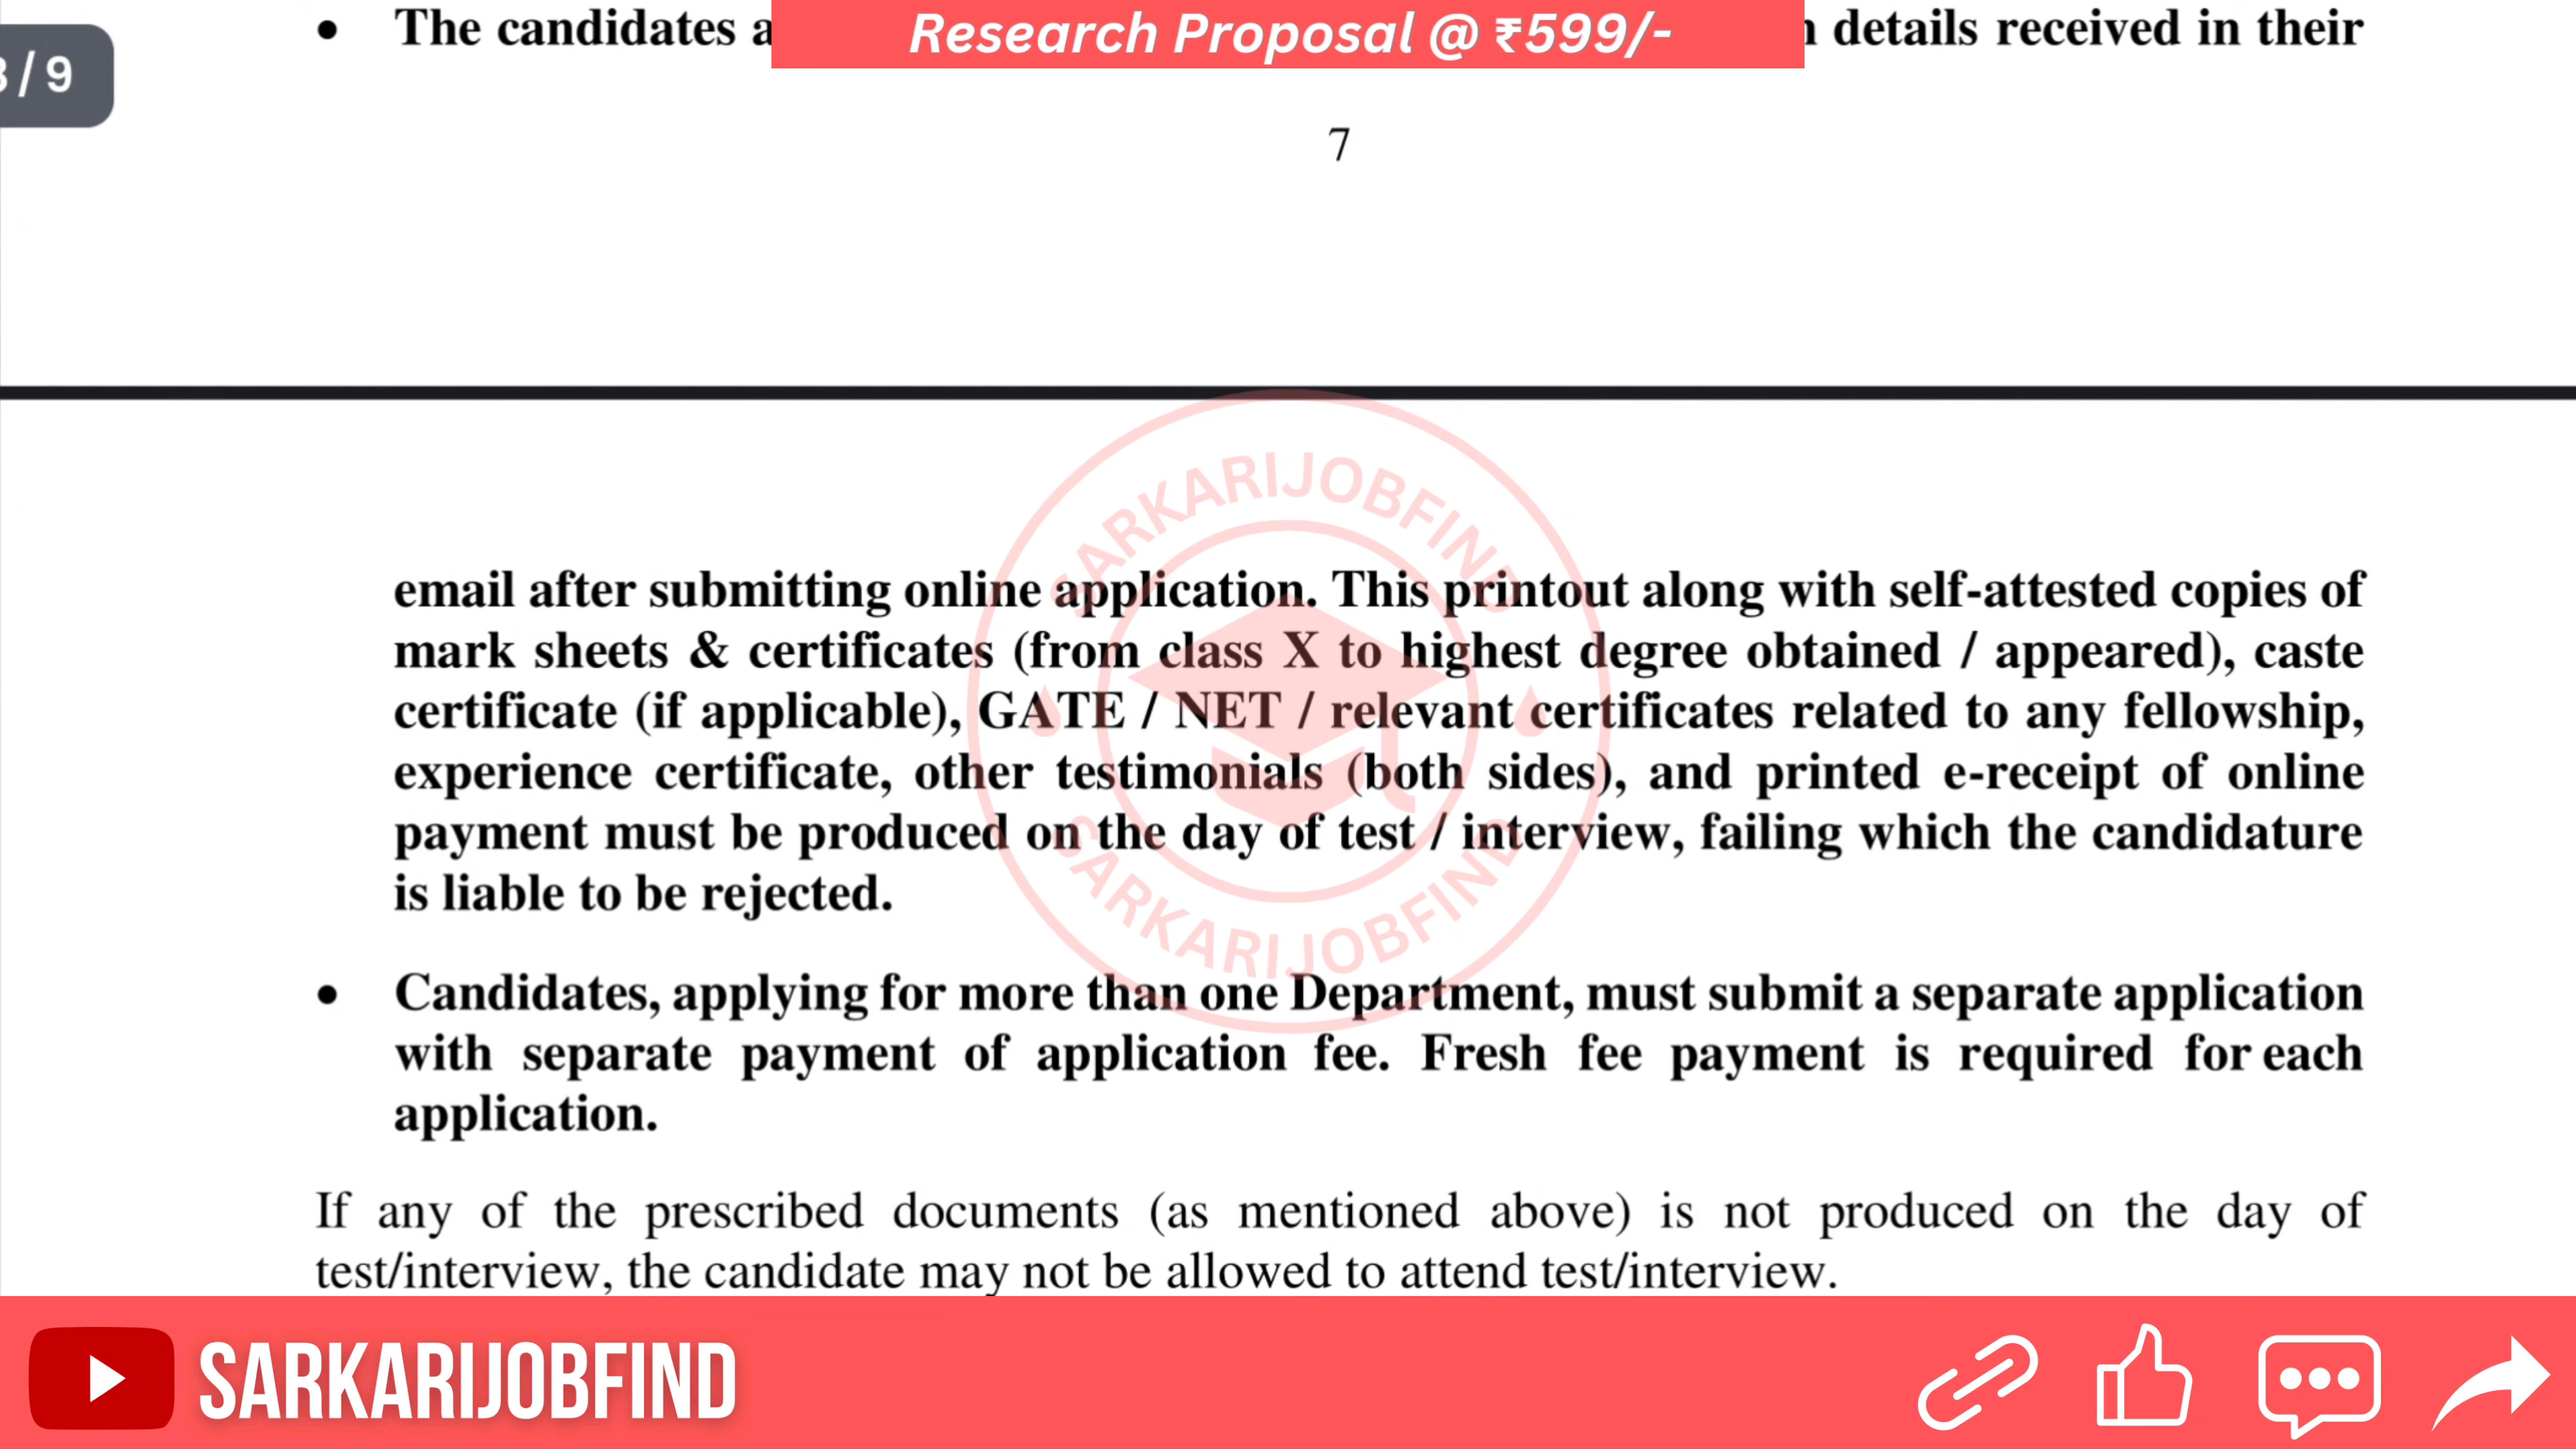 Research Proposal @ ₹599/-
• The candidates
details received in their
/9
7
SARKARIJOBFIND
email after submitting online application. This printout along with self-attested copies of
mark sheets & certificates (from class X to highest degree obtained / appeared), caste
certificate (if applicable), GATE / NET / relevant certificates related to any fellowship,
experience certificate, other testimonials (both sides), and printed e-receipt of online
payment must be produced on the day of test / interview, failing which the candidature
is liable to be rejected.
SARKARIJOBFIND
• Candidates, applying for more than one Department, must submit a separate application
with separate payment of application fee. Fresh fee payment is required for each
application.
If any of the prescribed documents (as mentioned above) is not produced on the day of
test/interview, the candidate may not be allowed to attend test/interview.
SARKARIJOBFIND